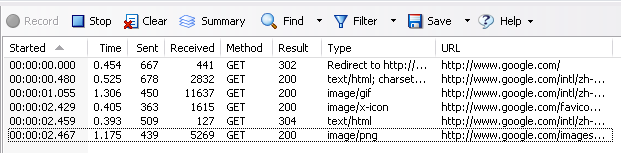 Record Stop Clear Summary Find Filter Save Help
Started Time Sent Received Method Result Type URL
00:00:00.000 0.454 667 441 GET 302 Redirect to http://... http://www.google.com/
00:00:00.480 0.525 678 2832 GET 200 text/html; charset... http://www.google.com/intl/zh-...
00:00:01.055 1.306 450 11637 GET 200 image/gif http://www.google.com/intl/zh-...
00:00:02.429 0.405 363 1615 GET 200 image/x-icon http://www.google.com/favico...
00:00:02.459 0.393 509 127 GET 304 text/html http://www.google.com/intl/zh-...
00:00:02.467 1.175 439 5269 GET 200 image/png http://www.google.com/images...